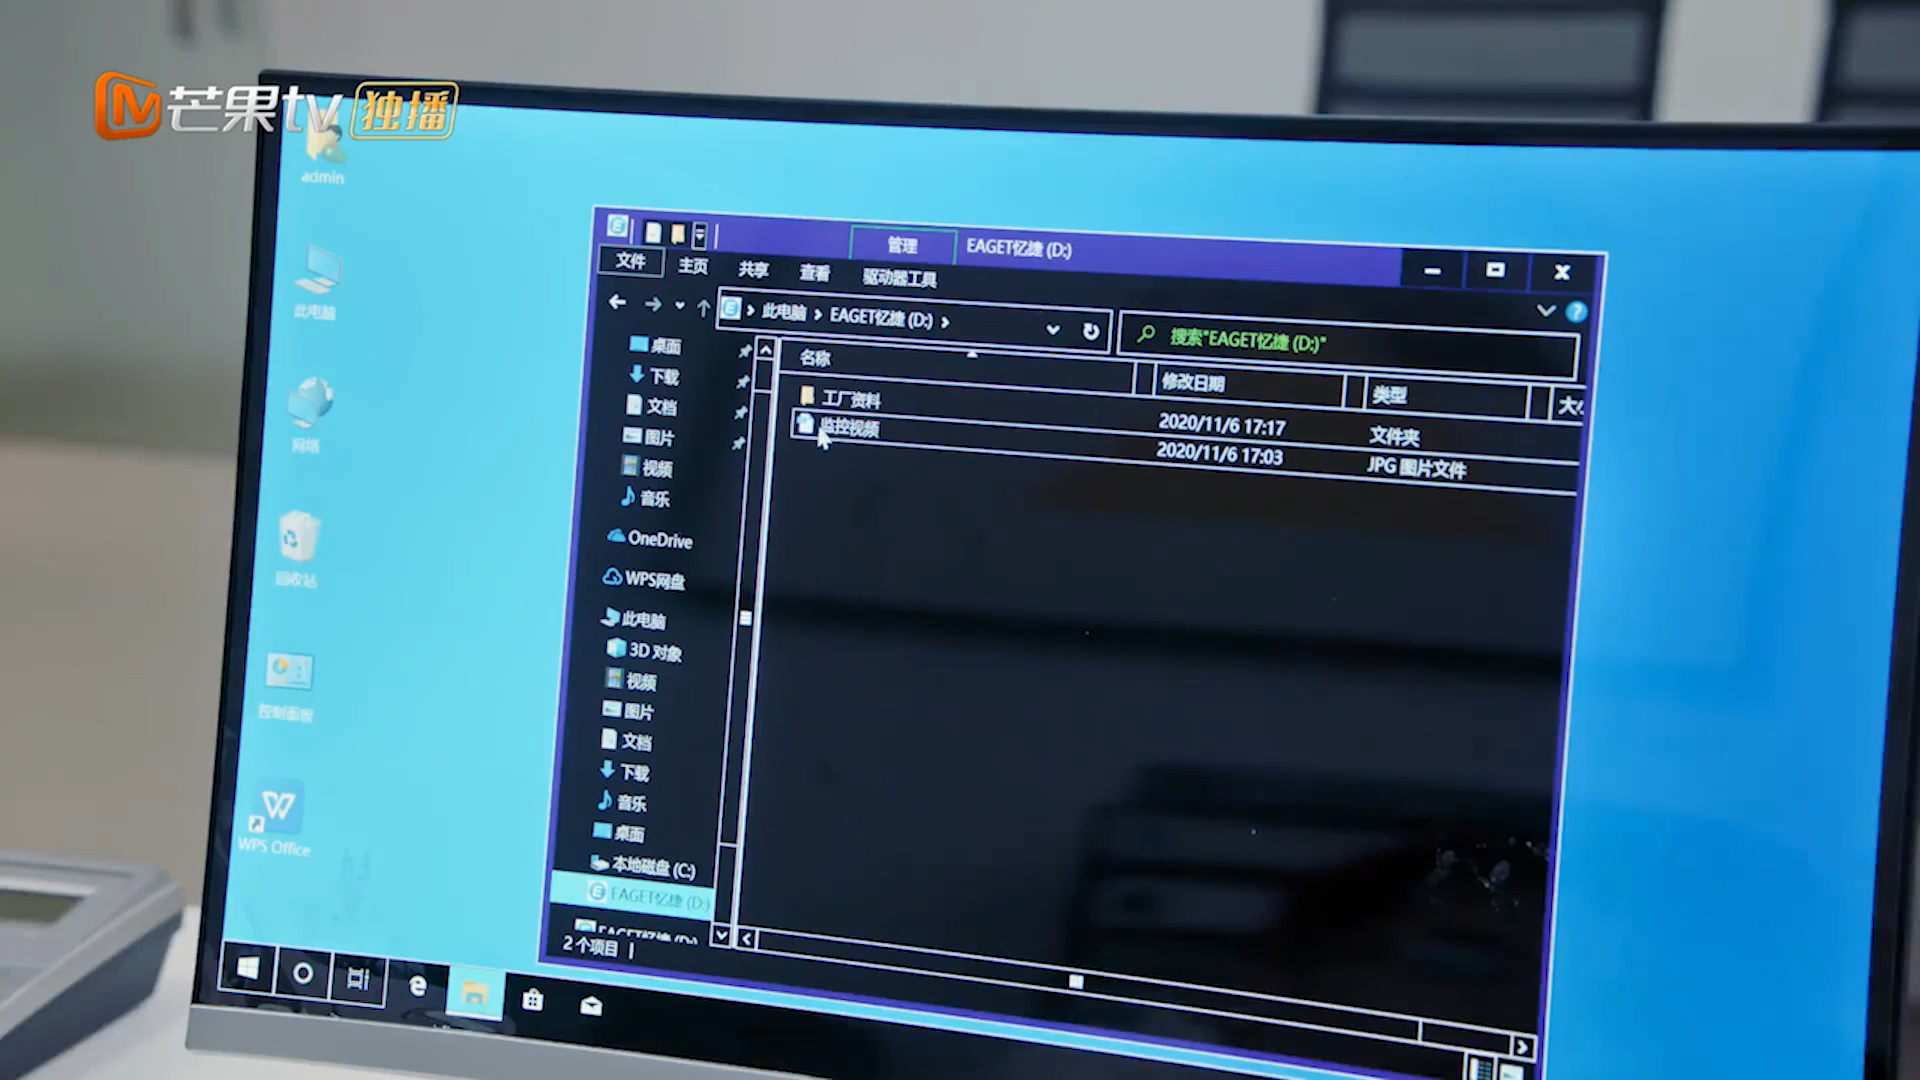 芒果tv 独播
admin
此电脑
网络
回收站
控制面板
WPS Office
管理
EAGET忆捷 (D:)
文件
主页
共享
查看
驱动器工具
此电脑 › EAGET忆捷 (D:) ›
搜索"EAGET忆捷 (D:)"
名称
修改日期
类型
工厂资料
2020/11/6 17:17
文件夹
监控视频
2020/11/6 17:03
JPG 图片文件
桌面
下载
文档
图片
视频
音乐
OneDrive
WPS网盘
此电脑
3D 对象
视频
图片
文档
下载
音乐
桌面
本地磁盘 (C:)
EAGET忆捷 (D:)
EAGET忆捷 (D:)
2个项目